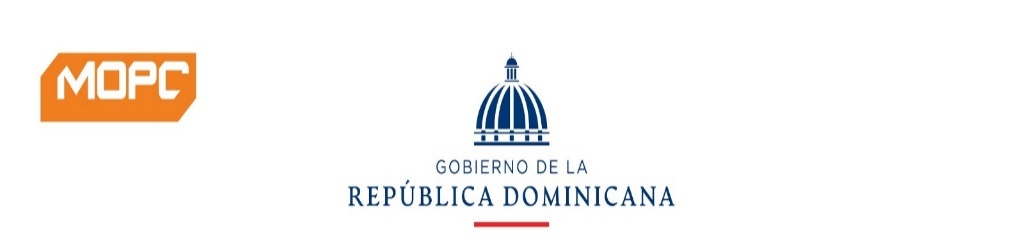 MOPC
GOBIERNO DE LA
REPÚBLICA DOMINICANA